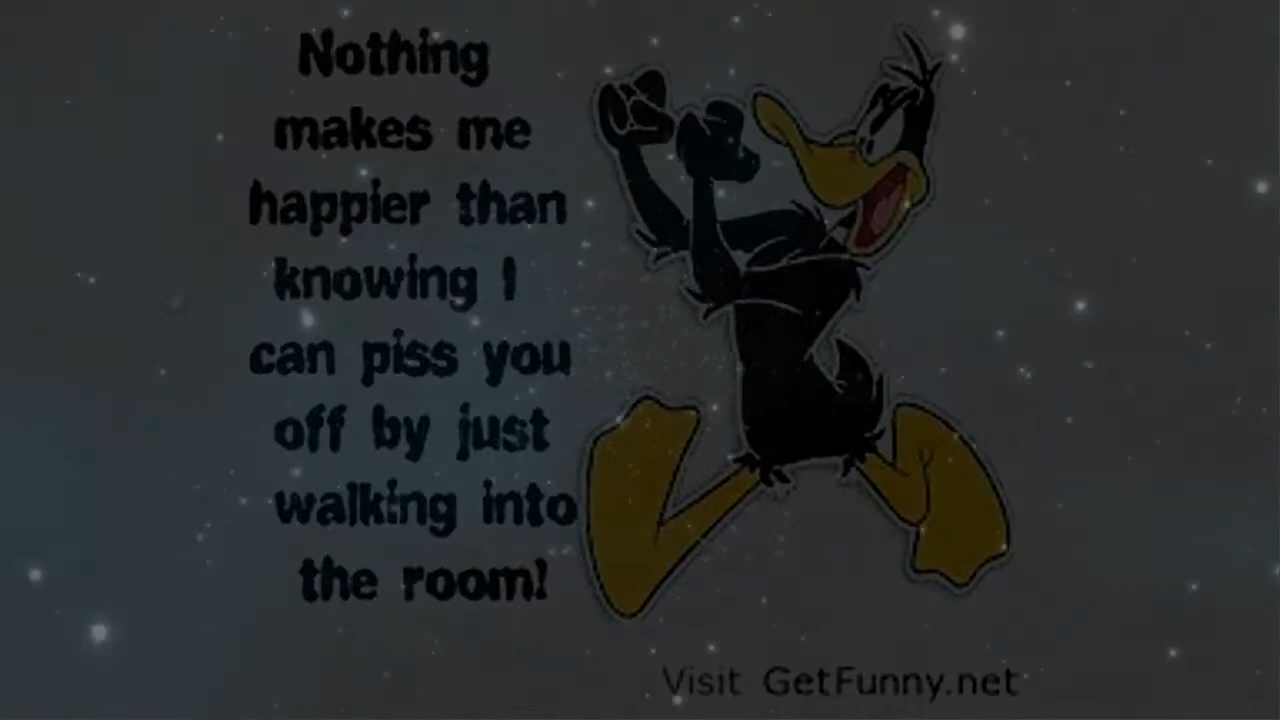 Nothing
makes me
happier than
knowing I
can piss you
off by just
walking into
the room!
Visit GetFunny.net